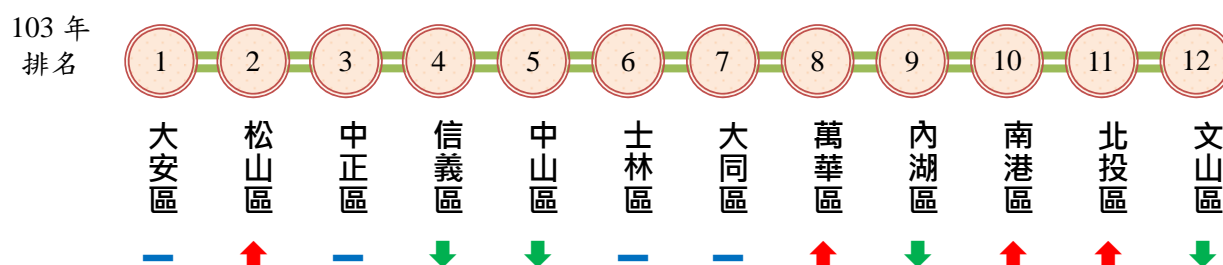 103 年
排名
1 2 3 4 5 6 7 8 9 10 11 12
大安區
松山區
中正區
信義區
中山區
士林區
大同區
萬華區
內湖區
南港區
北投區
文山區